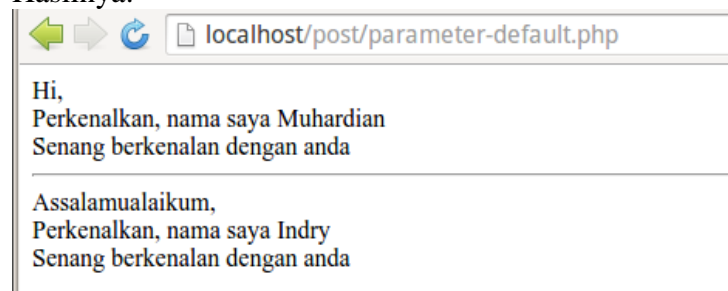 Hasilnya:
localhost/post/parameter-default.php
Hi,
Perkenalkan, nama saya Muhardian
Senang berkenalan dengan anda
Assalamualaikum,
Perkenalkan, nama saya Indry
Senang berkenalan dengan anda